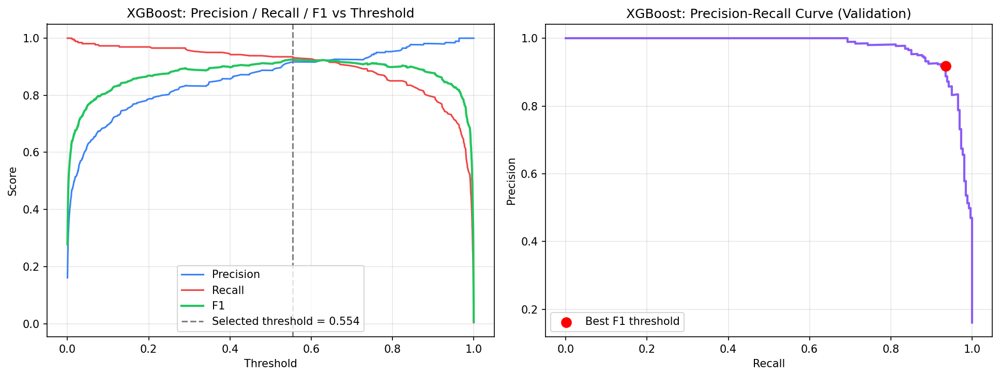 XGBoost: Precision / Recall / F1 vs Threshold
1.0
0.8
0.6
0.4
0.2
0.0
Score
0.0 0.2 0.4 0.6 0.8 1.0
Threshold
Precision
Recall
F1
Selected threshold = 0.554
XGBoost: Precision-Recall Curve (Validation)
1.0
0.8
0.6
0.4
0.2
Precision
0.0 0.2 0.4 0.6 0.8 1.0
Recall
Best F1 threshold